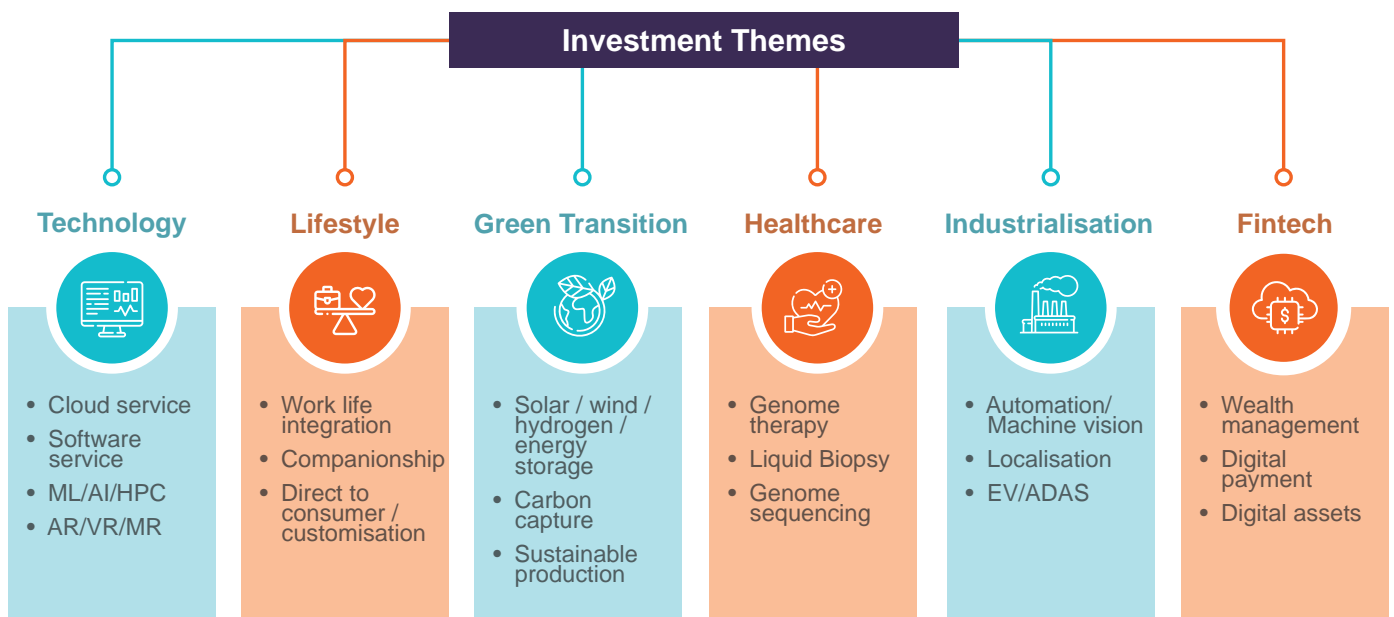 Investment Themes
Technology
• Cloud service
• Software
service
• ML/AI/HPC
• AR/VR/MR
Lifestyle
• Work life
integration
• Companionship
• Direct to
consumer /
customisation
Green Transition
• Solar / wind /
hydrogen /
energy
storage
• Carbon
capture
• Sustainable
production
Healthcare
• Genome
therapy
• Liquid Biopsy
• Genome
sequencing
Industrialisation
• Automation/
Machine vision
• Localisation
• EV/ADAS
Fintech
$
• Wealth
management
• Digital
payment
• Digital assets